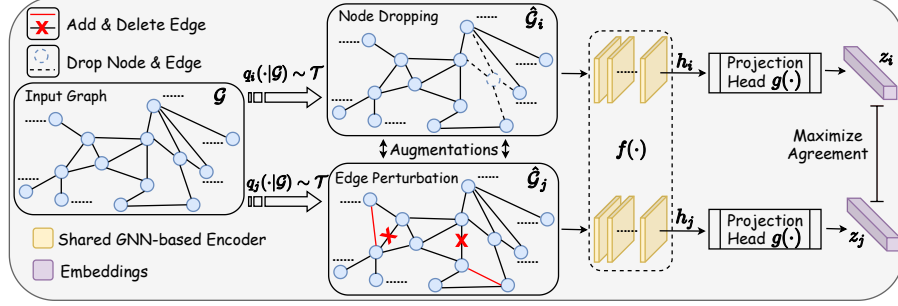 Add & Delete Edge
Drop Node & Edge
Input Graph 𝓖
Shared GNN-based Encoder
Embeddings
qᵢ(·|𝓖) ~ 𝒯
qⱼ(·|𝓖) ~ 𝒯
Node Dropping 𝓖̂ᵢ
Augmentations
Edge Perturbation 𝓖̂ⱼ
f(·)
hᵢ
hⱼ
Projection
Head g(·)
Projection
Head g(·)
zᵢ
Maximize
Agreement
zⱼ